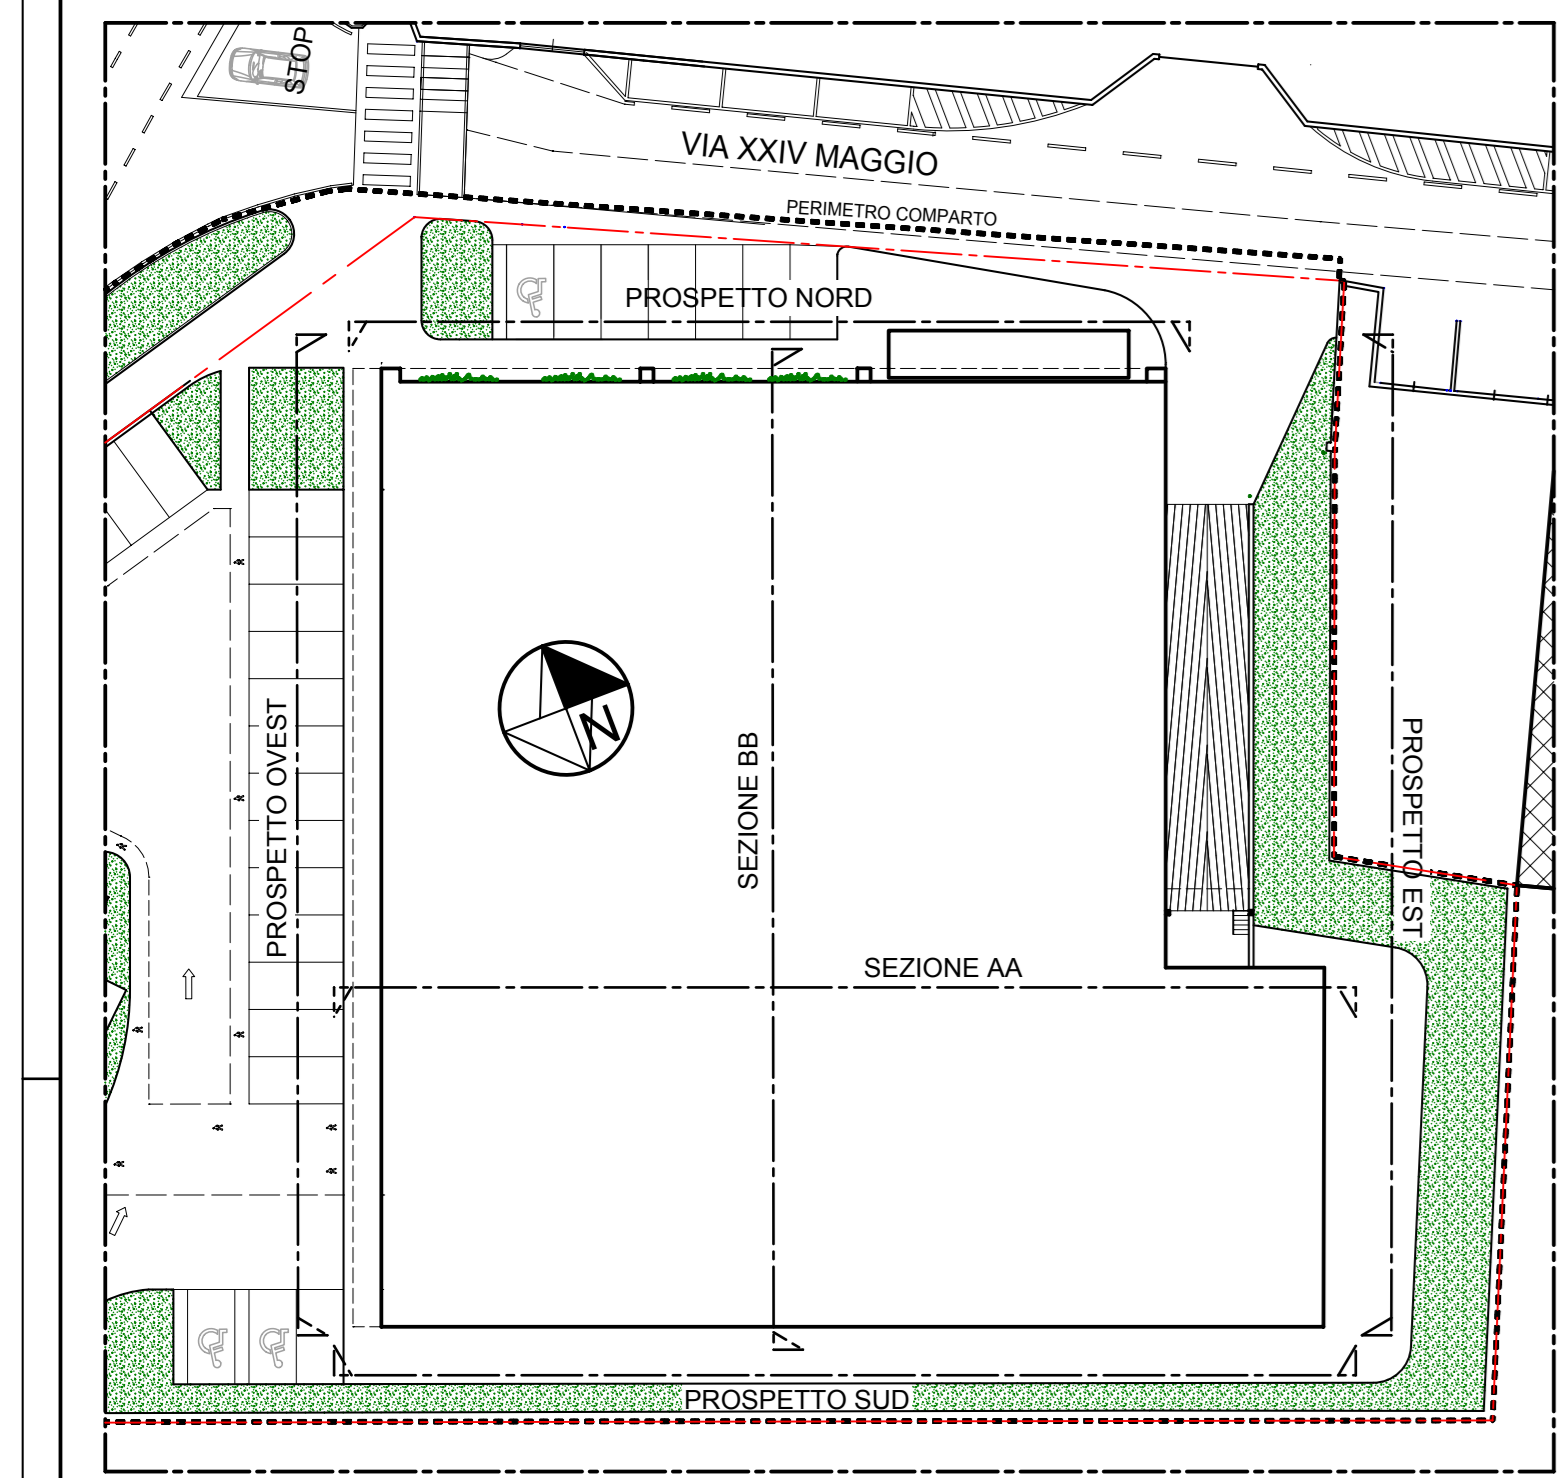 STOP
VIA XXIV MAGGIO
PERIMETRO COMPARTO
PROSPETTO NORD
PROSPETTO OVEST
N
SEZIONE BB
PROSPETTO EST
SEZIONE AA
PROSPETTO SUD